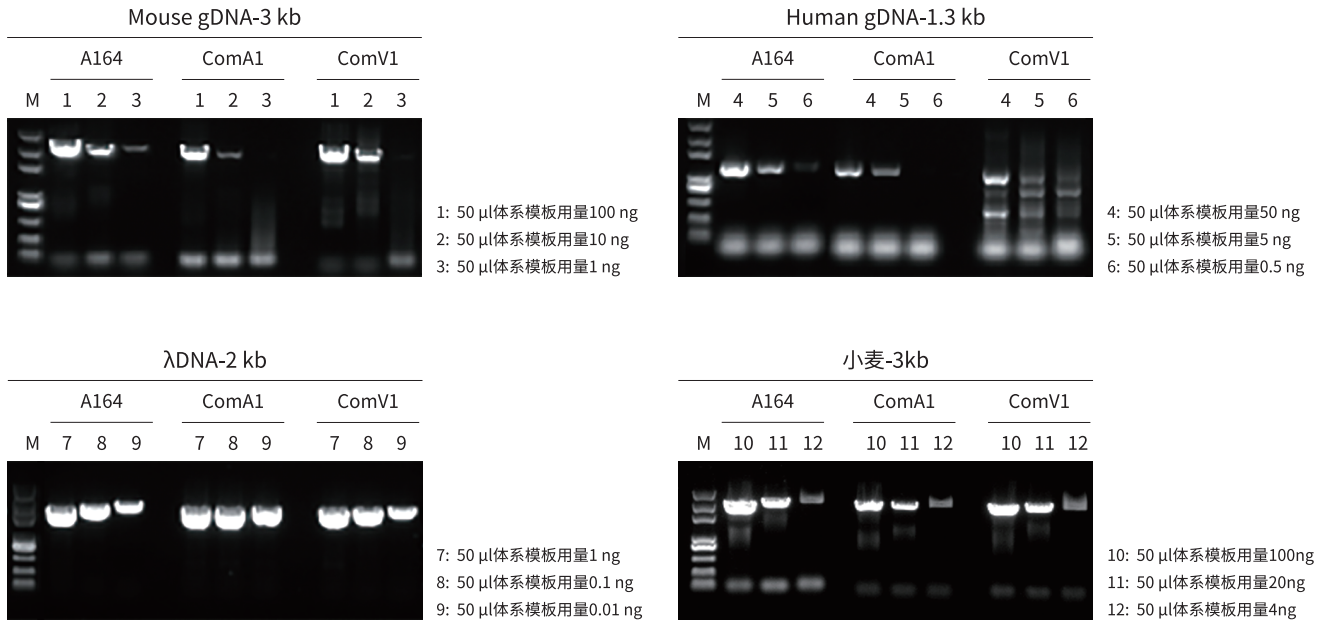 Mouse gDNA-3 kb
A164 ComA1 ComV1
M 1 2 3 1 2 3 1 2 3
1: 50 μl体系模板用量100 ng
2: 50 μl体系模板用量10 ng
3: 50 μl体系模板用量1 ng
Human gDNA-1.3 kb
A164 ComA1 ComV1
M 4 5 6 4 5 6 4 5 6
4: 50 μl体系模板用量50 ng
5: 50 μl体系模板用量5 ng
6: 50 μl体系模板用量0.5 ng
λDNA-2 kb
A164 ComA1 ComV1
M 7 8 9 7 8 9 7 8 9
7: 50 μl体系模板用量1 ng
8: 50 μl体系模板用量0.1 ng
9: 50 μl体系模板用量0.01 ng
小麦-3kb
A164 ComA1 ComV1
M 10 11 12 10 11 12 10 11 12
10: 50 μl体系模板用量100ng
11: 50 μl体系模板用量20ng
12: 50 μl体系模板用量4ng